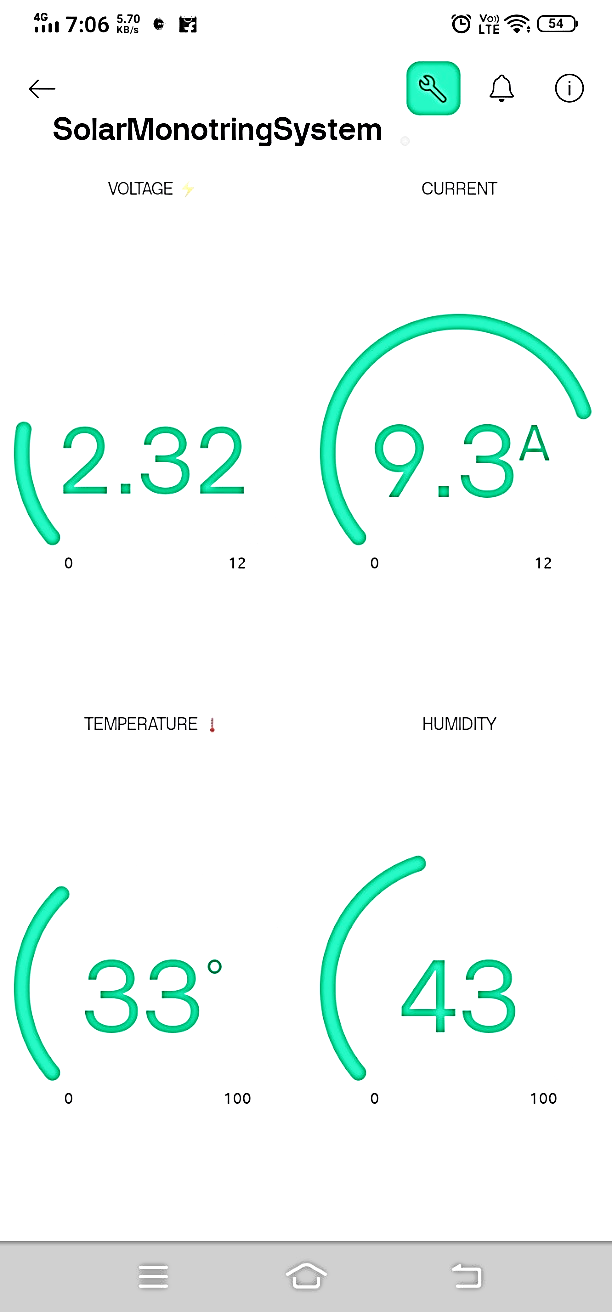 4G 7:06 5.70 KB/s Vo)) LTE 54
SolarMonotringSystem
VOLTAGE CURRENT
2.32 9.3A
0 12 0 12
TEMPERATURE HUMIDITY
33° 43
0 100 0 100